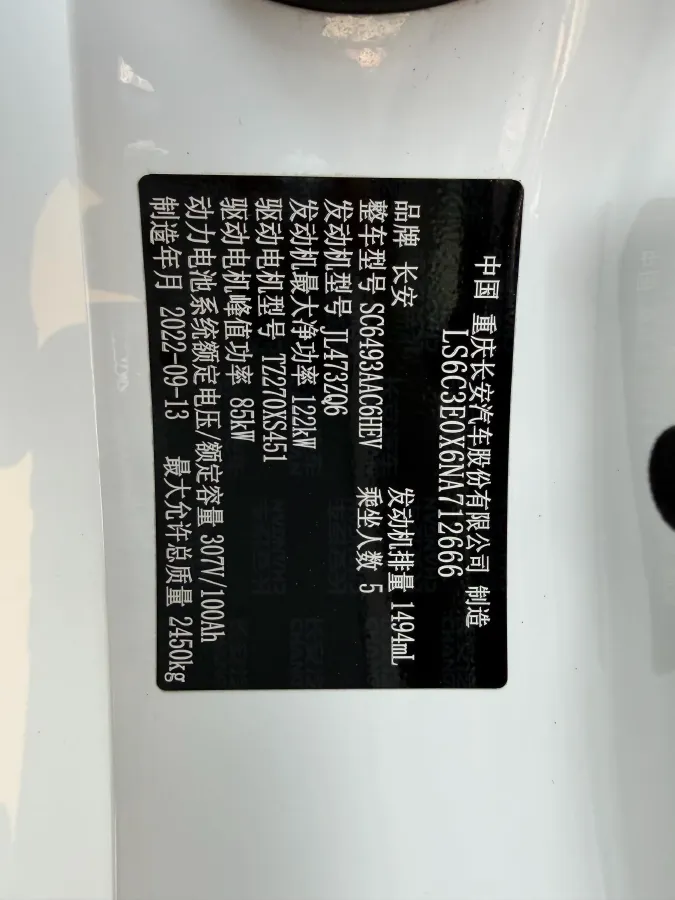 中国 重庆长安汽车股份有限公司 制造
LS6C3E0X6NA712666
品牌 长安 发动机排量 1494mL
整车型号 SC6493AAC6HEV 乘坐人数 5
发动机型号 JL473ZQ6
发动机最大净功率 122kW
驱动电机型号 TZ270XS451
驱动电机峰值功率 85kW
动力电池系统额定电压/额定容量 307V/100Ah
制造年月 2022-09-13 最大允许总质量 2450kg